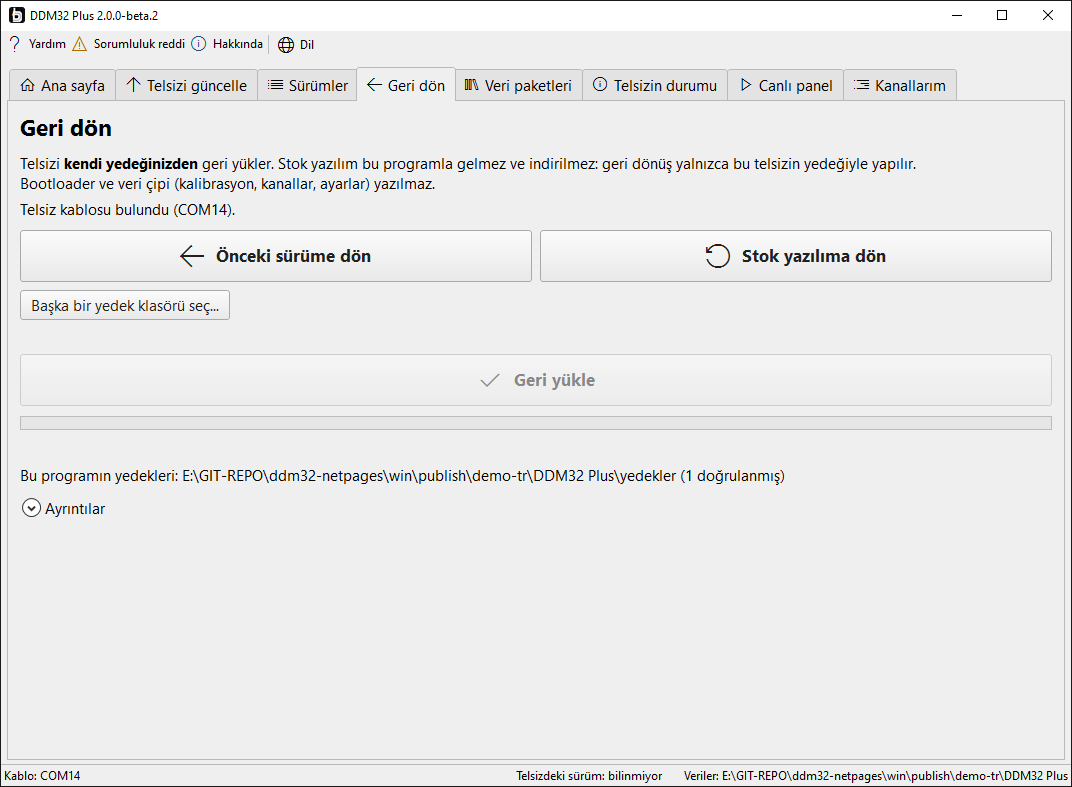 DDM32 Plus 2.0.0-beta.2
Yardım Sorumluluk reddi Hakkında Dil
Ana sayfa Telsizi güncelle Sürümler Geri dön Veri paketleri Telsizin durumu Canlı panel Kanallarım
Geri dön
Telsizi kendi yedeğinizden geri yükler. Stok yazılım bu programla gelmez ve indirilmez: geri dönüş yalnızca bu telsizin yedeğiyle yapılır.
Bootloader ve veri çipi (kalibrasyon, kanallar, ayarlar) yazılmaz.
Telsiz kablosu bulundu (COM14).
Önceki sürüme dön Stok yazılıma dön
Başka bir yedek klasörü seç...
Geri yükle
Bu programın yedekleri: E:\GIT-REPO\ddm32-netpages\win\publish\demo-tr\DDM32 Plus\yedekler (1 doğrulanmış)
Ayrıntılar
Kablo: COM14 Telsizdeki sürüm: bilinmiyor Veriler: E:\GIT-REPO\ddm32-netpages\win\publish\demo-tr\DDM32 Plus